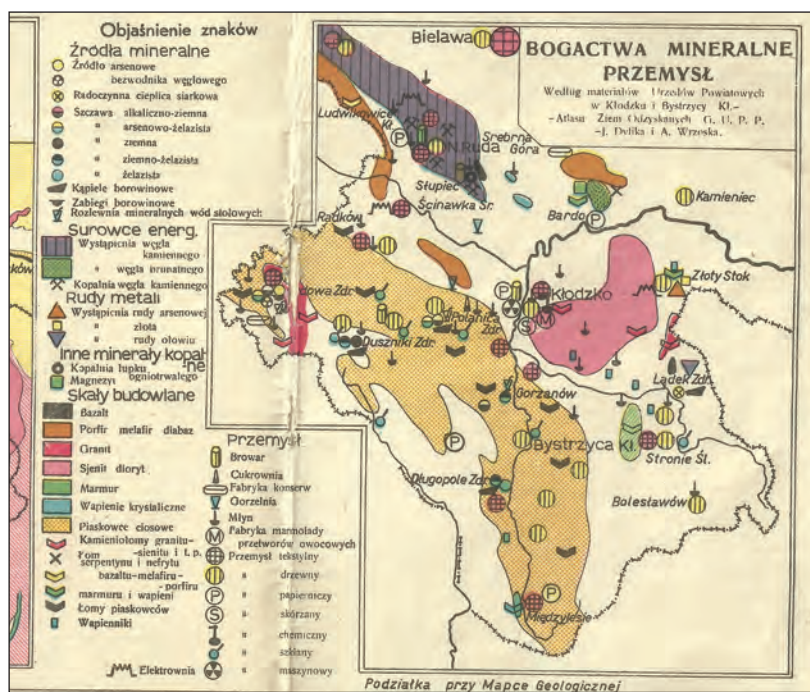 Objaśnienie znaków
Źródła mineralne
Źródło arsenowe
" bezwodnika węglowego
Radoczynna cieplica siarkowa
Szczawa alkaliczno-ziemna
" arsenowo-żelazista
" ziemna
" ziemno-żelazista
" żelazista
Kąpiele borowinowe
Zabiegi borowinowe
Rozlewnia mineralnych wód stołowych
Surowce energ.
Wystąpienia węgla
kamiennego
" węgla brunatnego
Kopalnia węgla kamiennego
Rudy metali
Wystąpienia rudy arsenowej
" złota
" rudy ołowiu
Inne minerały kopalne
Kopalnia łupku
ogniotrwałego
Magnezyt
Skały budowlane
Bazalt
Porfir melafir diabaz
Granit
Sjenit dioryt
Marmur
Wapienie krystaliczne
Piaskowce ciosowe
Kamieniołomy granitu-
-sienitu i t. p.
Łom serpentynu i nefrytu
" bazaltu-melafiru-
-porfiru
" marmuru i wapieni
Łomy piaskowców
Wapienniki
Przemysł
Browar
Cukrownia
Fabryka konserw
Gorzelnia
Młyn
Fabryka marmolady
przetworów owocowych
Przemysł tekstylny
" drzewny
" papierniczy
" skórzany
" chemiczny
" szklany
" maszynowy
Elektrownia
BOGACTWA MINERALNE
PRZEMYSŁ
Według materiałów Urzędów Powiatowych
w Kłodzku i Bystrzycy Kł.-
-Atlasu Ziem Odzyskanych G. U. P. P.
-J. Dylika i A. Wrzoska.
Bielawa
Ludwikowice
Kł.
N. Ruda
Srebrna
Góra
Słupiec
Ścinawka Śr.
Bardo
Kamieniec
Radków
Złoty Stok
Kłodzko
dowa Zdr.
Polanica
Zdr.
Duszniki Zdr.
Lądek Zdr.
Gorzanów
Bystrzyca Kł.
Stronie Śl.
Długopole Zdr.
Bolesławów
Międzylesie
Podziałka przy Mapce Geologicznej